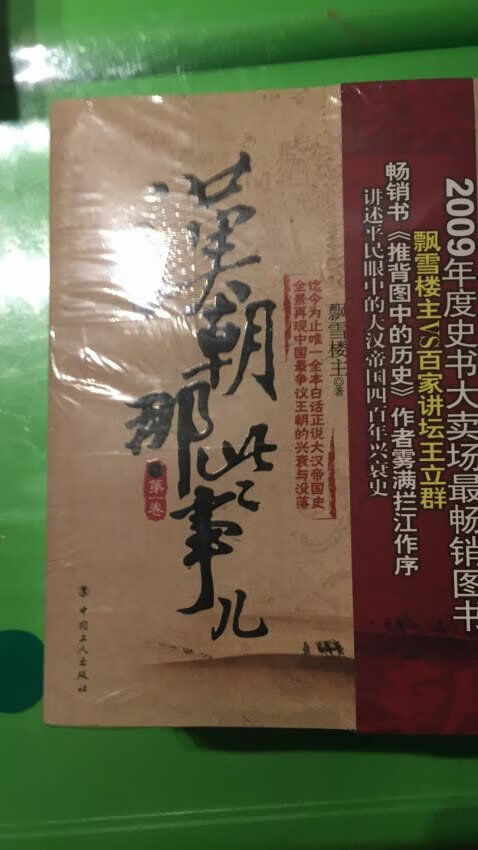 漢朝
那些事儿
第一卷
飘雪楼主◎著
迄今为止唯一全本白话正说大汉帝国史
全景再现中国最争议王朝的兴衰与没落
中国工人出版社
2009年度史书大卖场最畅销图书
飘雪楼主VS百家讲坛王立群
畅销书《推背图中的历史》作者雾满拦江作序
讲述平民眼中的大汉帝国四百年兴衰史